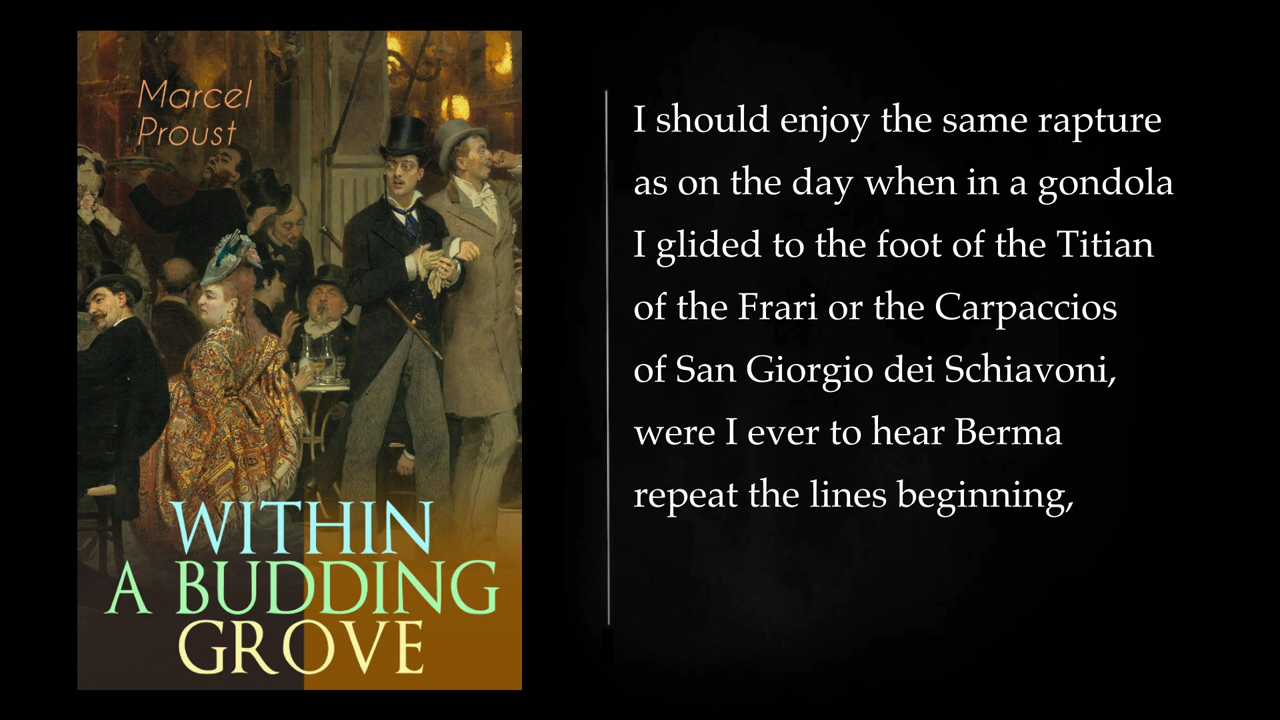 Marcel
Proust
WITHIN
A BUDDING
GROVE
I should enjoy the same rapture
as on the day when in a gondola
I glided to the foot of the Titian
of the Frari or the Carpaccios
of San Giorgio dei Schiavoni,
were I ever to hear Berma
repeat the lines beginning,